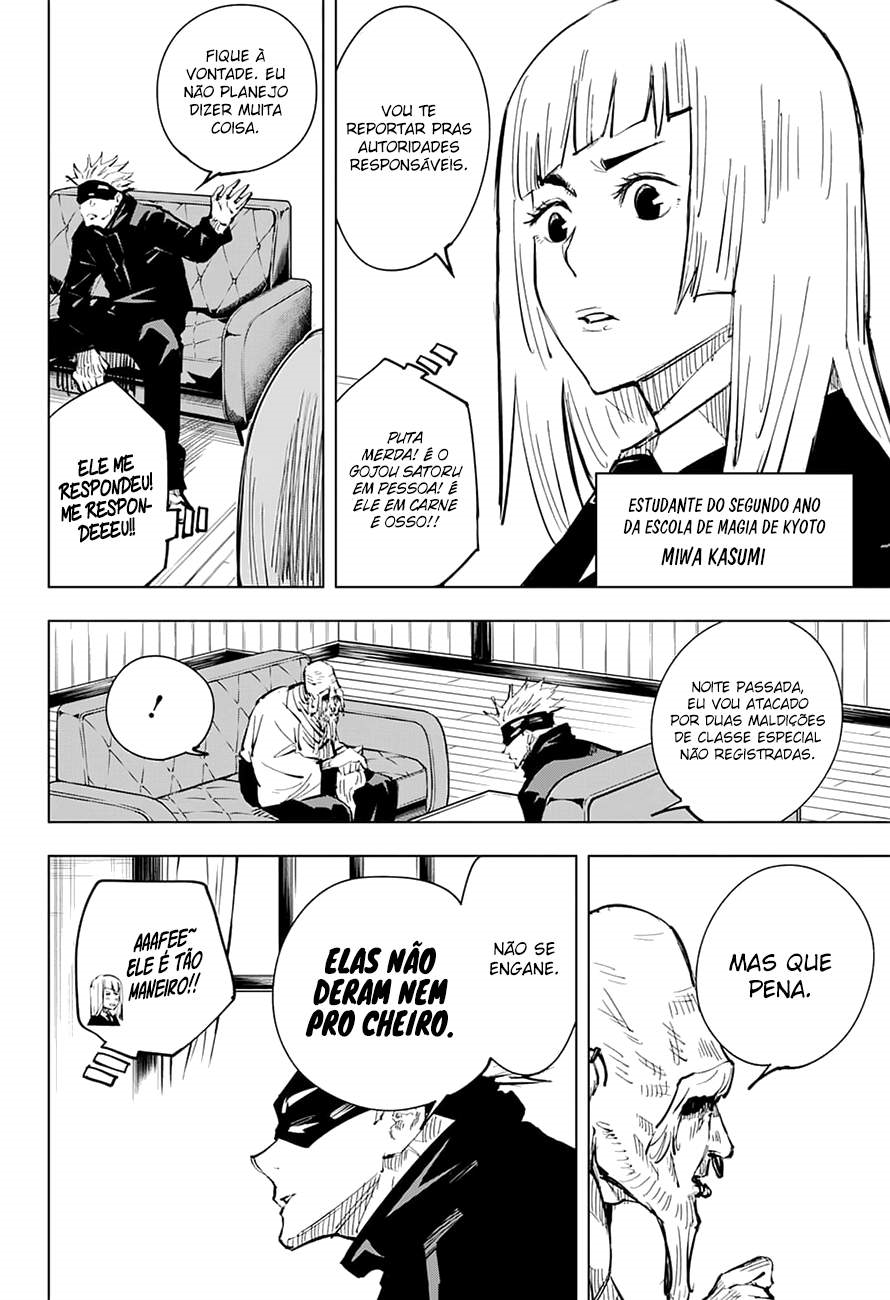 VOU TE
REPORTAR PRAS
AUTORIDADES
RESPONSÁVEIS.
PUTA
MERDA! É O
GOJOU SATORU
EM PESSOA! É
ELE EM CARNE
E OSSO!!
ESTUDANTE DO SEGUNDO ANO
DA ESCOLA DE MAGIA DE KYOTO
MIWA KASUMI
FIQUE À
VONTADE. EU
NÃO PLANEJO
DIZER MUITA
COISA.
ELE ME
RESPONDEU!
ME RESPON-
DEEEU!!
NOITE PASSADA,
EU VOU ATACADO
POR DUAS MALDIÇÕES
DE CLASSE ESPECIAL
NÃO REGISTRADAS.
!
MAS QUE
PENA.
NÃO SE
ENGANE.
ELAS NÃO
DERAM NEM
PRO CHEIRO.
AAAFEE~
ELE É TÃO
MANEIRO!!